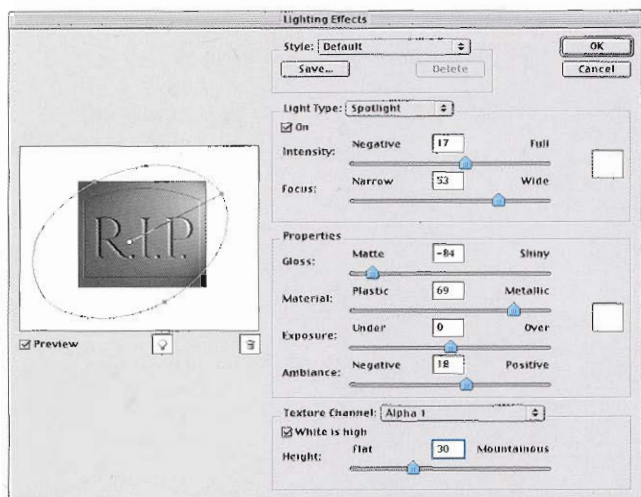 Lighting Effects
Style: Default
OK
Save...
Delete
Cancel
Light Type: Spotlight
On
Intensity: Negative 17 Full
Focus: Narrow 53 Wide
R.I.P.
Properties
Gloss: Matte -84 Shiny
Material: Plastic 69 Metallic
Exposure: Under 0 Over
Ambiance: Negative 18 Positive
Preview
Texture Channel: Alpha 1
White is high
Height: Flat 30 Mountainous